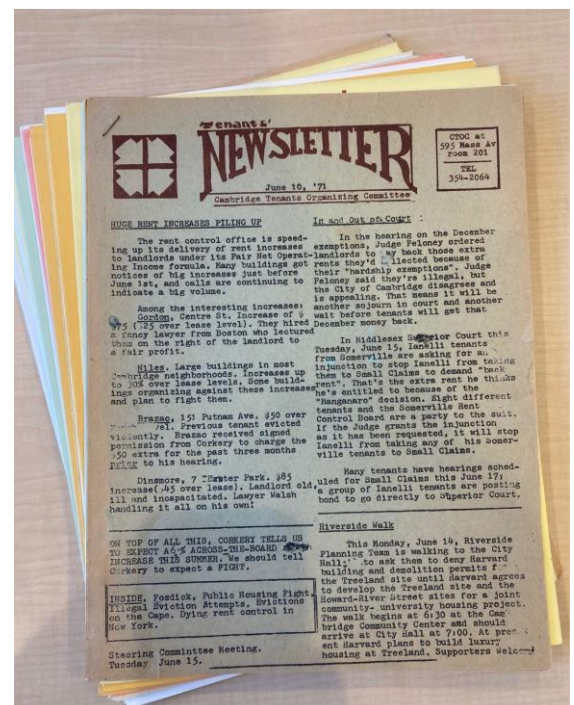 Tenants'
NEWSLETTER
June 10, '71
Cambridge Tenants Organizing Committee
CTOC at
595 Mass Av
room 201
TEL
354-2064
HUGE RENT INCREASES PILING UP
The rent control office is speed-
ing up its delivery of rent increases
to landlords under its Fair Net Operat-
ing Income formula. Many buildings got
notices of big increases just before
June 1st, and calls are continuing to
indicate a big volume.
Among the interesting increases:
Gordon, Centre St. Increase of $
75 ($25 over lease level). They hired
a fancy lawyer from Boston who lectured
them on the right of the landlord to
a fair profit.
Niles. Large buildings in most
Cambridge neighborhoods. Increases up
to 30% over lease levels. Some build-
ings organizing against these increases
and plan to fight them.
Brazao, 151 Putnam Ave. $50 over
Previous tenant evicted
violently. Brazao received signed
permission from Corkery to charge the
$50 extra for the past three months
prior to his hearing.
Dinsmore, 7 Exeter Park. $85
increase( 45 over lease). Landlord old,
ill and incapacitated. Lawyer Walsh
handling it all on his own!
ON TOP OF ALL THIS, CORKERY TELLS US
TO EXPECT A 6% ACROSS-THE-BOARD
INCREASE THIS SUMMER. We should tell
Corkery to expect a FIGHT.
INSIDE, Fosdick, Public Housing Fight,
Illegal Eviction Attempts, Evictions
on the Cape. Dying rent control in
New York.
Steering Committee Meeting.
Tuesday June 15.
In and Out of Court :
In the hearing on the December
exemptions, Judge Feloney ordered
landlords to pay back those extra
rents they'd collected because of
their "hardship exemptions". Judge
Feloney said they're illegal, but
the City of Cambridge disagrees and
is appealing. That means it will be
another sojourn in court and another
wait before tenants will get that
December money back.
In Middlesex Superior Court this
Tuesday, June 15, Ianelli tenants
from Somerville are asking for an
injunction to stop Ianelli from taking
them to Small Claims to demand "back
rent". That's the extra rent he thinks
he's entitled to because of the
"Manganaro" decision. Eight different
tenants and the Somerville Rent
Control Board are a party to the suit.
If the Judge grants the injunction
as it has been requested, it will stop
Ianelli from taking any of his Somer-
ville tenants to Small Claims.
Many tenants have hearings sched-
uled for Small Claims this June 17;
a group of Ianelli tenants are posting
bond to go directly to Superior Court.
Riverside Walk
This Monday, June 14, Riverside
Planning Team is walking to the City
Hall; to ask them to deny Harvard
building and demolition permits for
the Treeland site until Harvard agrees
to develop the Treeland site and the
Howard-River Street sites for a joint
community- university housing project.
The walk begins at 6:30 at the Cam-
bridge Community Center and should
arrive at City Hall at 7:00. At pres-
ent Harvard plans to build luxury
housing at Treeland. Supporters Welcome